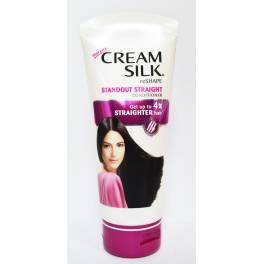 CREAM
SILK
reSHAPE
STANDOUT STRAIGHT
CONDITIONER
Get up to 4x
STRAIGHTER hair